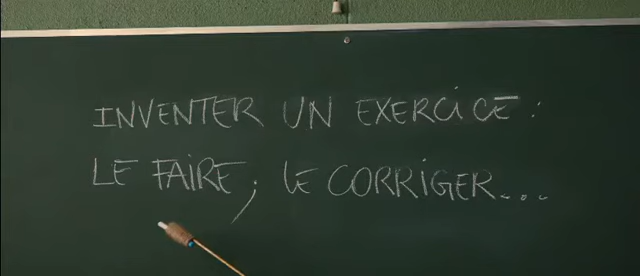 INVENTER UN EXERCICE :
LE FAIRE ; LE CORRIGER...